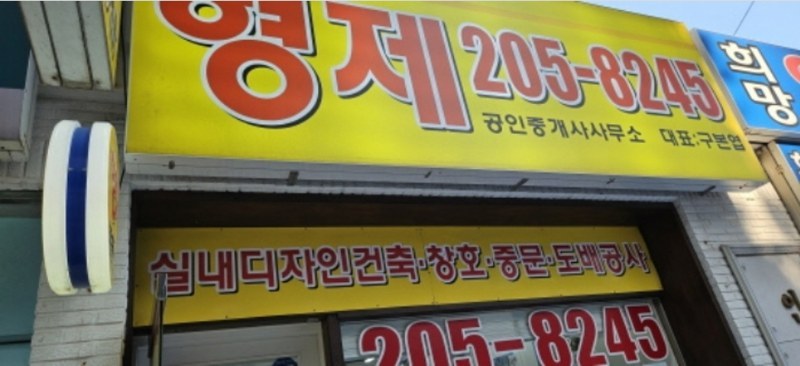 형제 205-8245
공인중개사사무소 대표:구본엽
희망
실내디자인건축·창호·중문·도배공사
205-8245